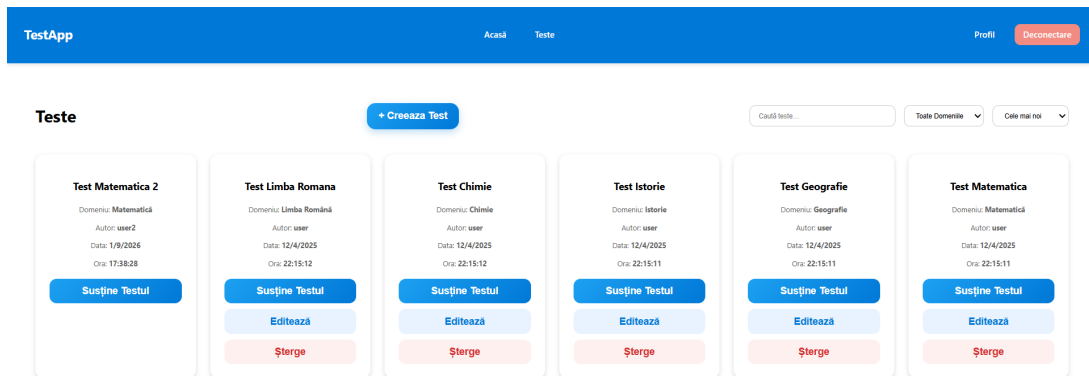 TestApp
Acasă
Teste
Profil
Deconectare
Teste
+ Creeaza Test
Caută teste...
Toate Domeniile
Cele mai noi
Test Matematica 2
Domeniu: Matematică
Autor: user2
Data: 1/9/2026
Ora: 17:38:28
Susține Testul
Test Limba Romana
Domeniu: Limba Română
Autor: user
Data: 12/4/2025
Ora: 22:15:12
Susține Testul
Editează
Șterge
Test Chimie
Domeniu: Chimie
Autor: user
Data: 12/4/2025
Ora: 22:15:12
Susține Testul
Editează
Șterge
Test Istorie
Domeniu: Istorie
Autor: user
Data: 12/4/2025
Ora: 22:15:11
Susține Testul
Editează
Șterge
Test Geografie
Domeniu: Geografie
Autor: user
Data: 12/4/2025
Ora: 22:15:11
Susține Testul
Editează
Șterge
Test Matematica
Domeniu: Matematică
Autor: user
Data: 12/4/2025
Ora: 22:15:11
Susține Testul
Editează
Șterge